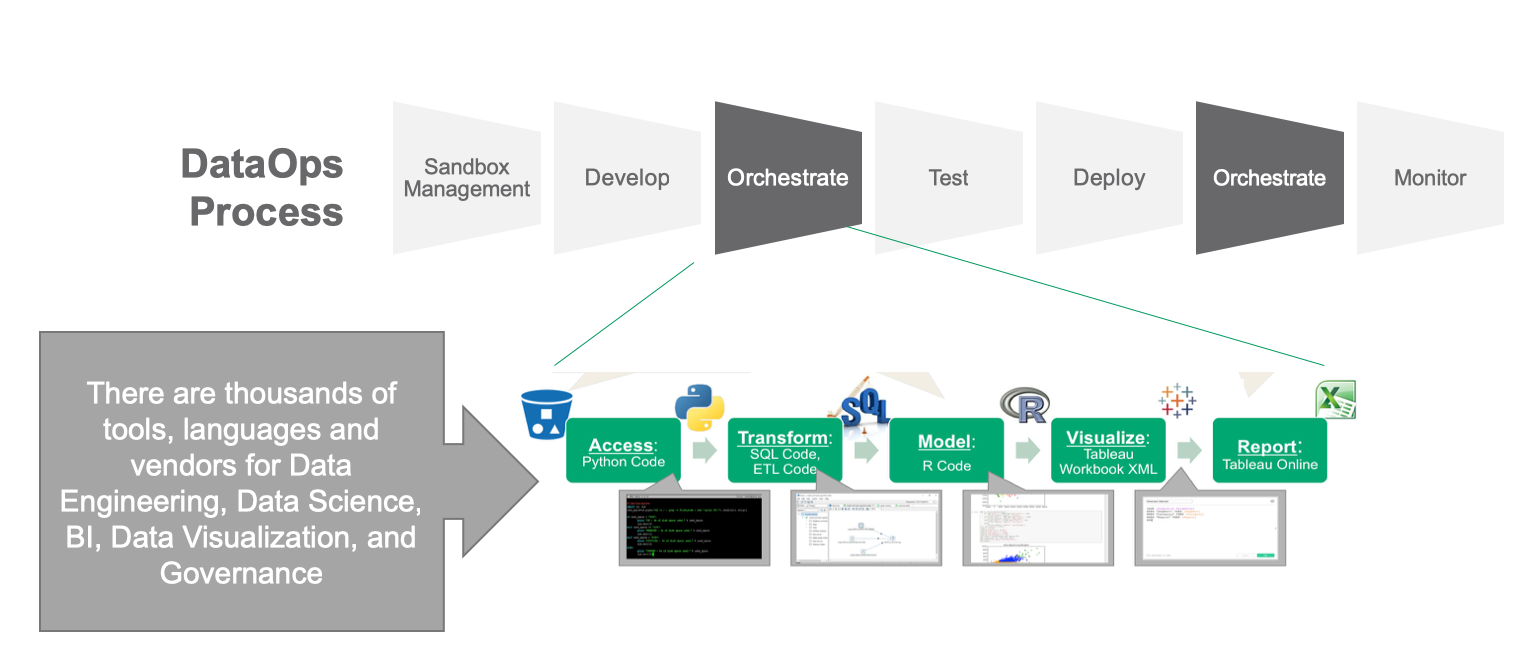 DataOps
Process
Sandbox
Management
Develop
Orchestrate
Test
Deploy
Orchestrate
Monitor
There are thousands of
tools, languages and
vendors for Data
Engineering, Data Science,
BI, Data Visualization, and
Governance
SQL
R
X
Access:
Python Code
Transform:
SQL Code,
ETL Code
Model:
R Code
Visualize:
Tableau
Workbook XML
Report:
Tableau Online